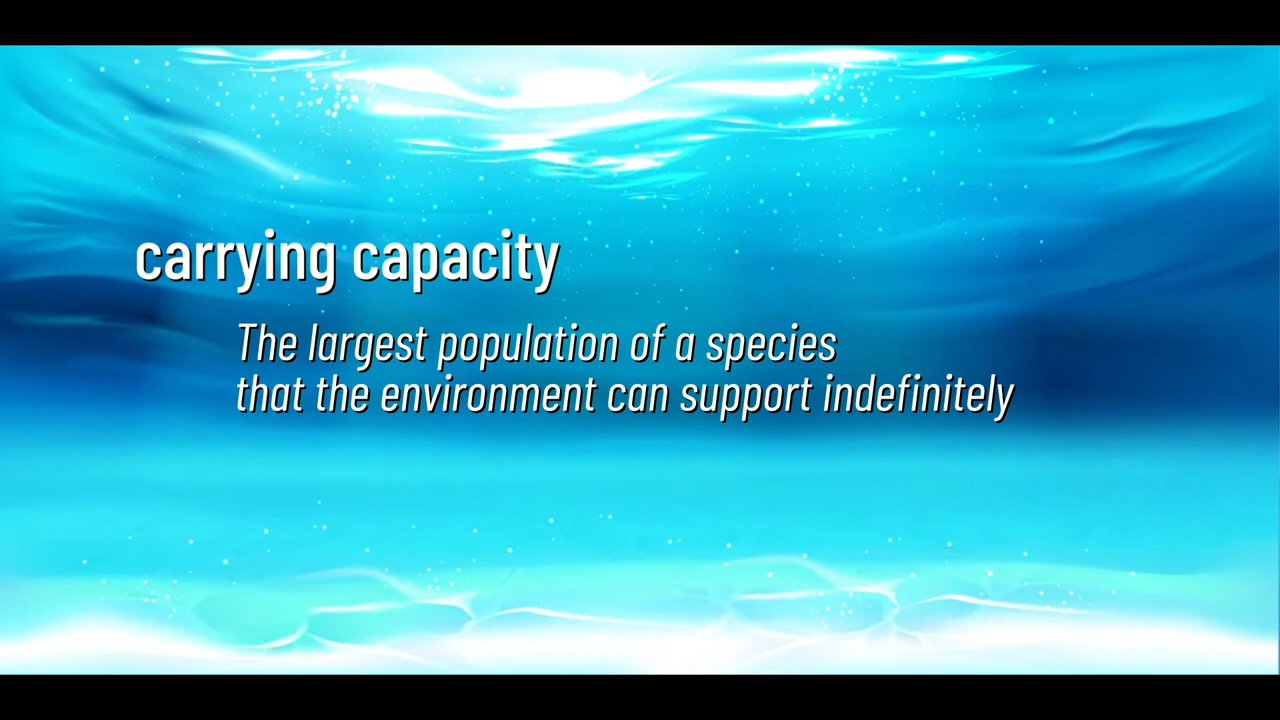 carrying capacity
The largest population of a species
that the environment can support indefinitely